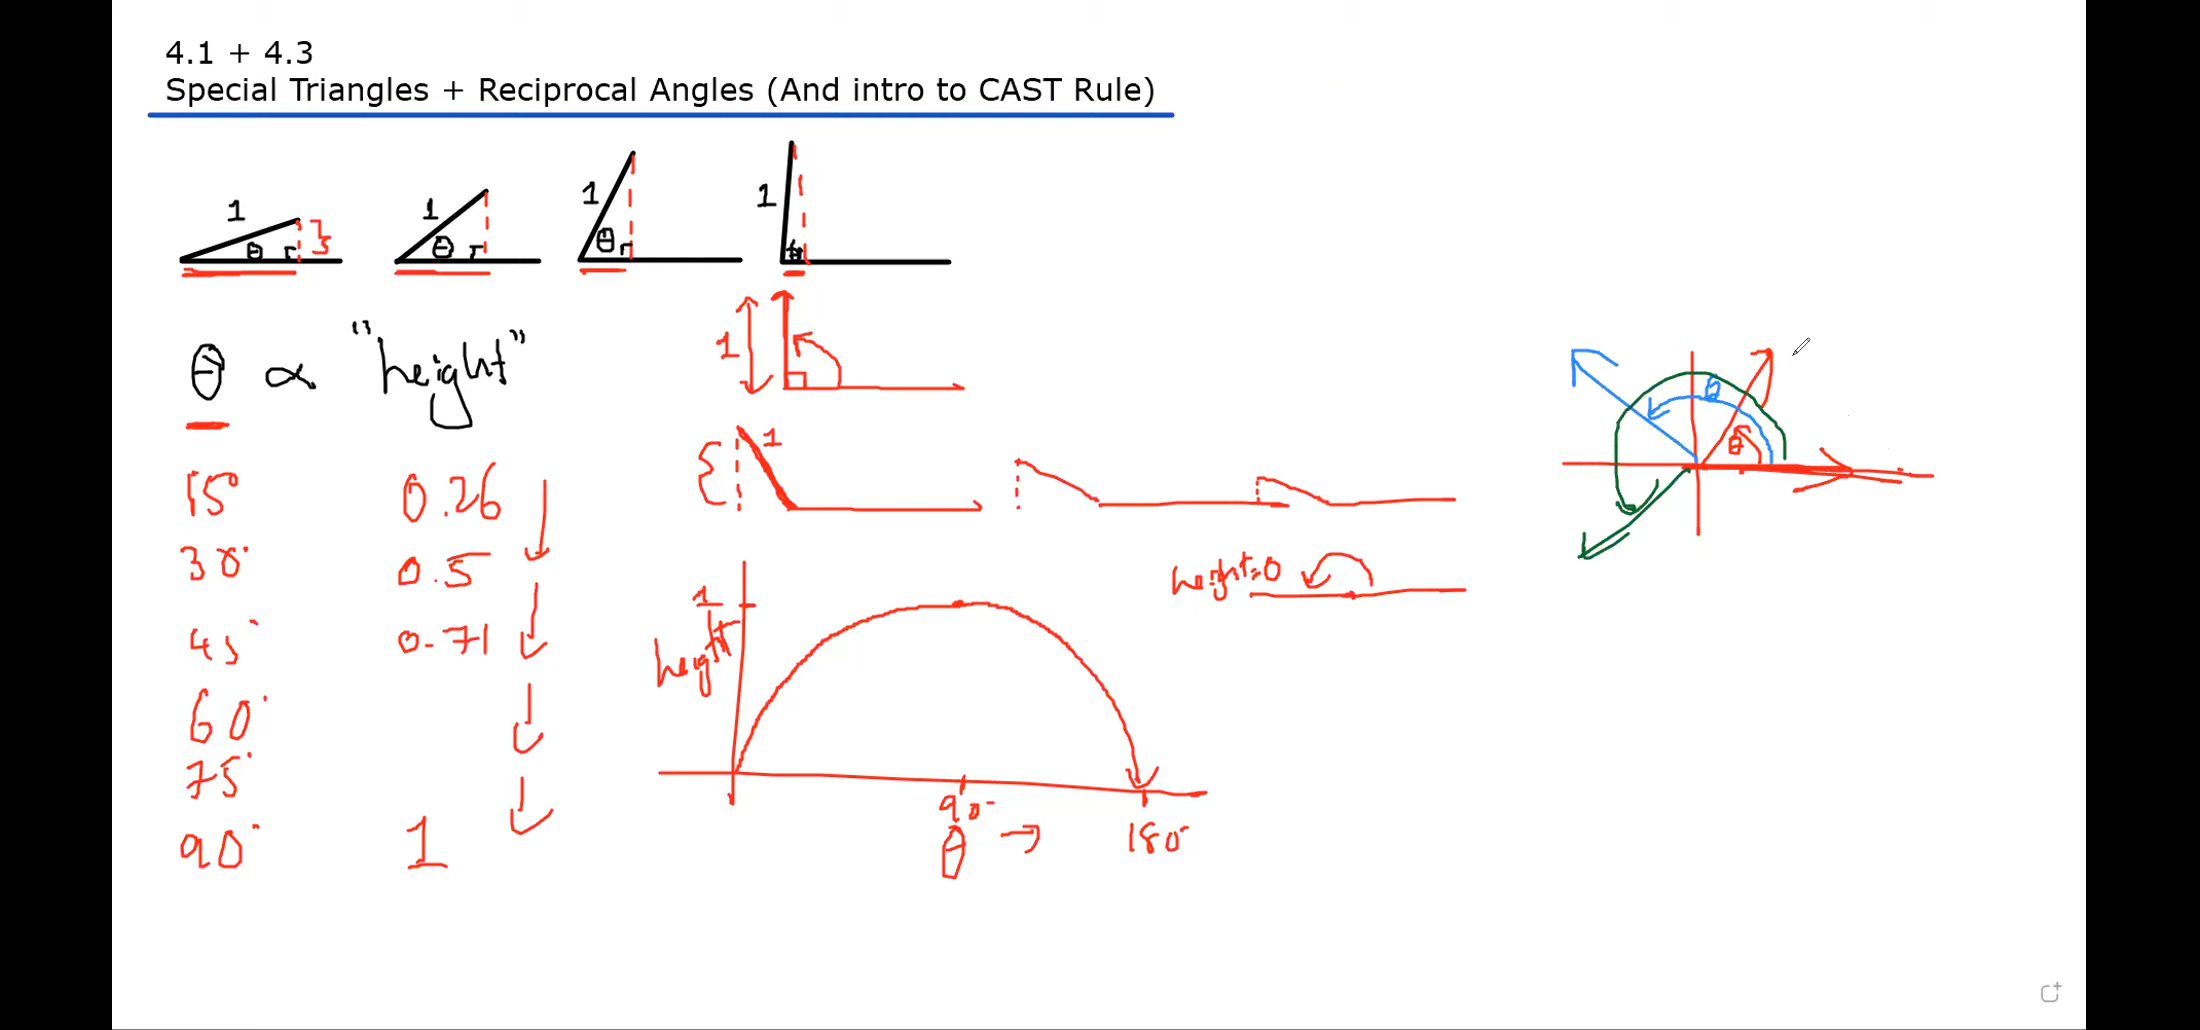 4.1 + 4.3
Special Triangles + Reciprocal Angles (And intro to CAST Rule)
1 θ
1 θ
1 θ
1
θ ∝ "height"
15° 0.26
30° 0.5
45° 0.71
60°
75°
90° 1
1
1
height=0
1
height
90°
θ →
180°
θ
θ